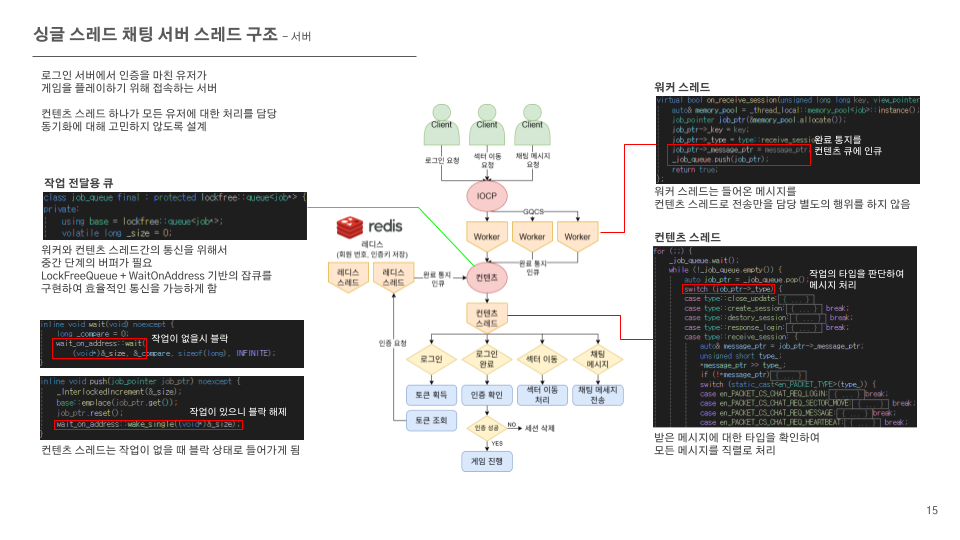 싱글 스레드 채팅 서버 스레드 구조 – 서버
로그인 서버에서 인증을 마친 유저가
게임을 플레이하기 위해 접속하는 서버
컨텐츠 스레드 하나가 모든 유저에 대한 처리를 담당
동기화에 대해 고민하지 않도록 설계
작업 전달용 큐
class job_queue final : protected lockfree::queue<job*> {
private:
using base = lockfree::queue<job*>;
volatile long _size = 0;
워커와 컨텐츠 스레드간의 통신을 위해서
중간 단계의 버퍼가 필요
LockFreeQueue + WaitOnAddress 기반의 잡큐를
구현하여 효율적인 통신을 가능하게 함
inline void wait(void) noexcept {
long _compare = 0;
wait_on_address::wait(
(void*)&_size, &_compare, sizeof(long), INFINITE);
작업이 없을시 블락
inline void push(job_pointer job_ptr) noexcept {
_InterlockedIncrement(&_size);
base::emplace(job_ptr.get());
job_ptr.reset();
wait_on_address::wake_single((void*)&_size);
작업이 있으니 블락 해제
컨텐츠 스레드는 작업이 없을 때 블락 상태로 들어가게 됨
Client
Client
Client
로그인 요청
섹터 이동
요청
채팅 메시지
요청
IOCP
GQCS
Worker
Worker
Worker
redis
레디스
(회원 번호, 인증키 저장)
레디스
스레드
레디스
스레드
완료 통지
인큐
완료 통지
인큐
컨텐츠
컨텐츠
스레드
인증 요청
로그인
로그인
완료
섹터 이동
채팅
메시지
토큰 획득
인증 확인
섹터 이동
처리
채팅 메세지
전송
토큰 조회
인증 성공
NO
세션 삭제
YES
게임 진행
워커 스레드
virtual bool on_receive_session(unsigned long long key, view_pointer
auto& memory_pool = _thread_local::memory_pool<job>::instance();
job_pointer job_ptr(&memory_pool.allocate());
job_ptr->_key = key;
job_ptr->_type = type::receive_sess
job_ptr->_message_ptr = message_ptr;
_job_queue.push(job_ptr);
return true;
};
완료 통지를
컨텐츠 큐에 인큐
워커 스레드는 들어온 메시지를
컨텐츠 스레드로 전송만을 담당 별도의 행위를 하지 않음
컨텐츠 스레드
for (;;) {
_job_queue.wait();
while (!_job_queue.empty()) {
auto job_ptr = _job_queue.pop();
switch (job_ptr->_type) {
작업의 타입을 판단하여
메시지 처리
case type::close_update: { ... }
case type::create_session: { ... } break;
case type::destory_session: { ... } break;
case type::response_login: { ... } break;
case type::receive_session: {
auto& message_ptr = job_ptr->_message_ptr;
unsigned short type_;
*message_ptr >> type_;
if (!*message_ptr) { ... }
switch (static_cast<en_PACKET_TYPE>(type_)) {
case en_PACKET_CS_CHAT_REQ_LOGIN: { ... } break;
case en_PACKET_CS_CHAT_REQ_SECTOR_MOVE: { ... } break;
case en_PACKET_CS_CHAT_REQ_MESSAGE: { ... } break;
case en_PACKET_CS_CHAT_REQ_HEARTBEAT: { ... } break;
받은 메시지에 대한 타입을 확인하여
모든 메시지를 직렬로 처리
15